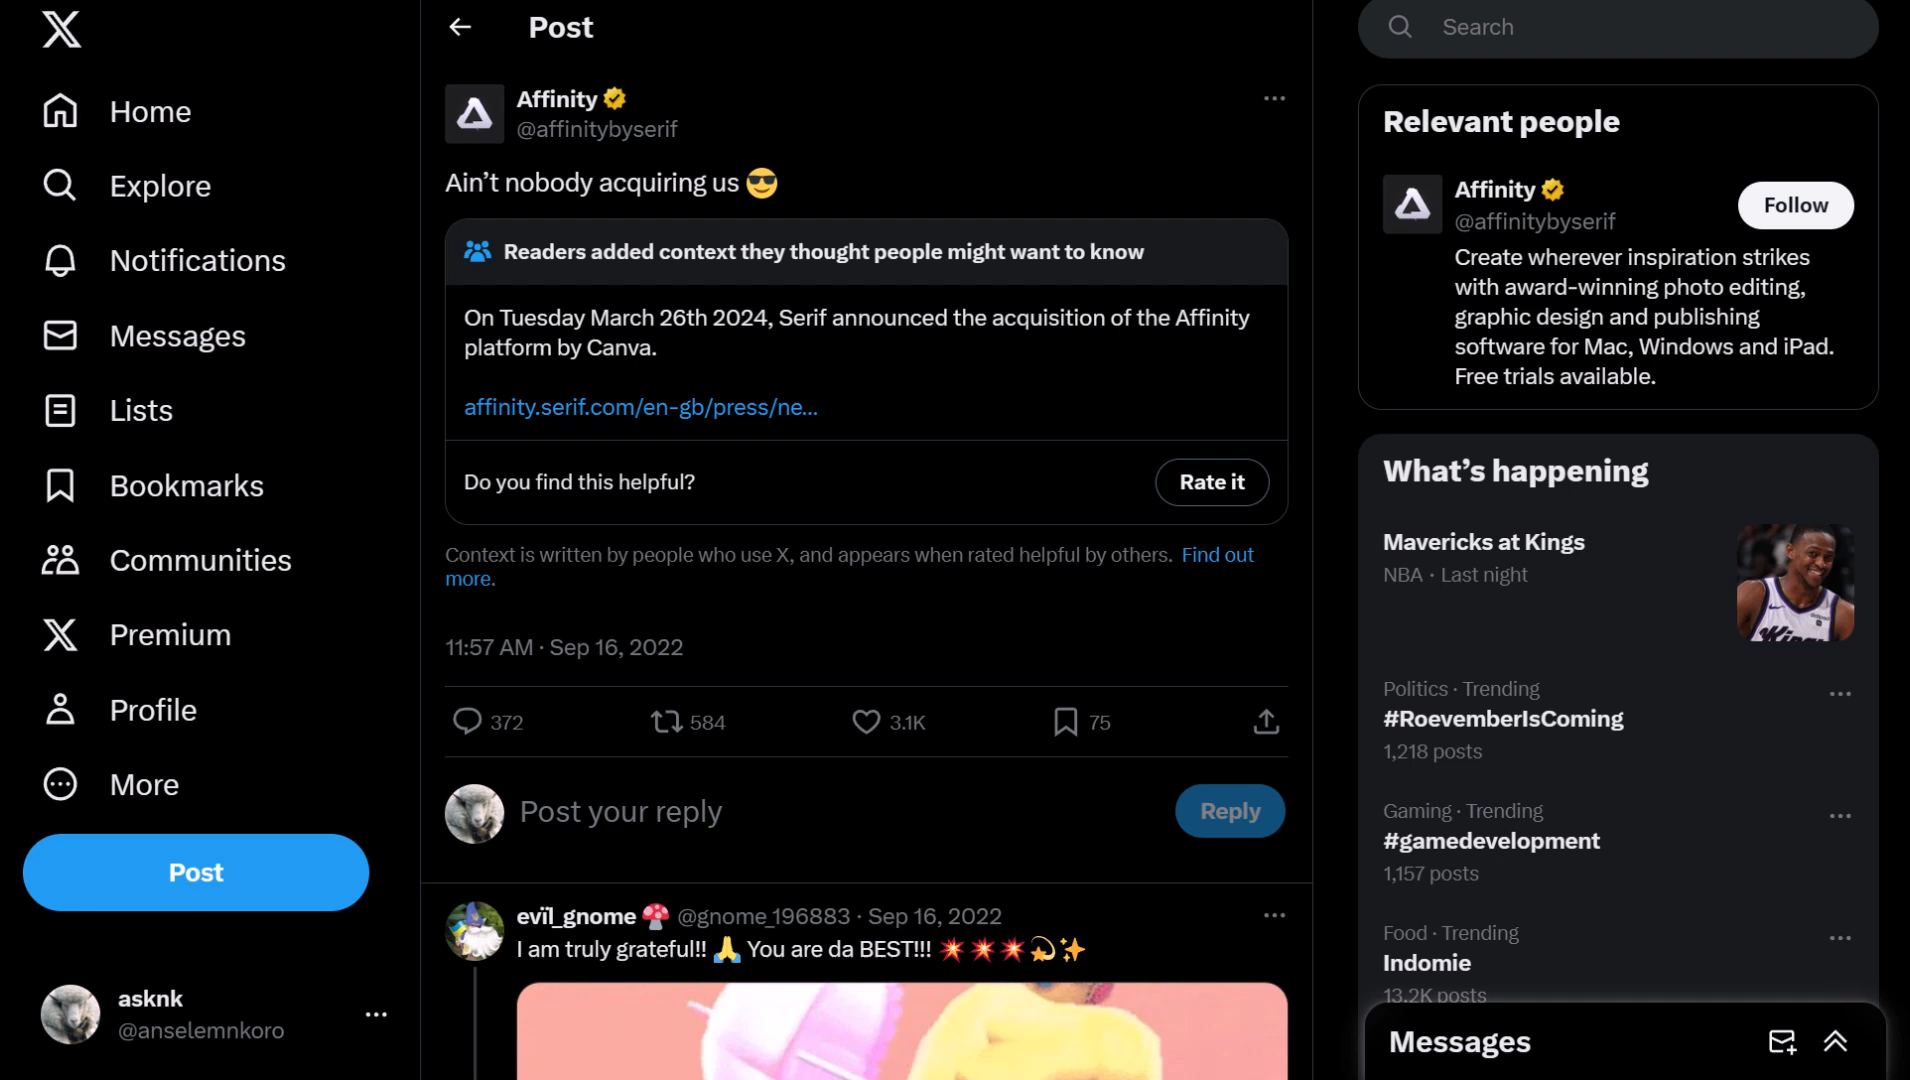 Home
Explore
Notifications
Messages
Lists
Bookmarks
Communities
Premium
Profile
More
Post
asknk
@anselemnkoro
Post
Affinity
@affinitybyserif
Ain’t nobody acquiring us 😎
Readers added context they thought people might want to know
On Tuesday March 26th 2024, Serif announced the acquisition of the Affinity
platform by Canva.
affinity.serif.com/en-gb/press/ne...
Do you find this helpful?
Rate it
Context is written by people who use X, and appears when rated helpful by others. Find out
more.
11:57 AM · Sep 16, 2022
372
584
3.1K
75
Post your reply
Reply
evïl_gnome 🍄 @gnome_196883 · Sep 16, 2022
I am truly grateful!! 🙏 You are da BEST!!! 💥💥💥💫✨
Search
Relevant people
Affinity
@affinitybyserif
Follow
Create wherever inspiration strikes
with award-winning photo editing,
graphic design and publishing
software for Mac, Windows and iPad.
Free trials available.
What’s happening
Mavericks at Kings
NBA · Last night
Politics · Trending
#RoevemberIsComing
1,218 posts
Gaming · Trending
#gamedevelopment
1,157 posts
Food · Trending
Indomie
13.2K posts
Messages